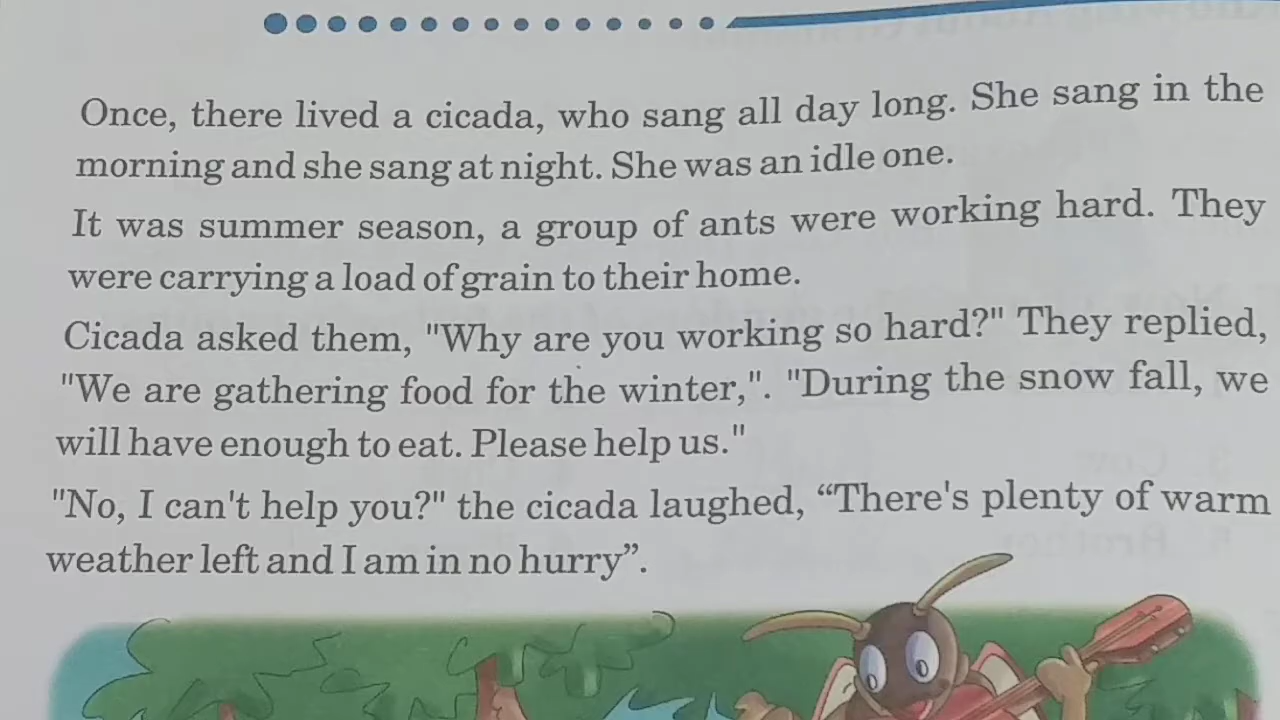 Once, there lived a cicada, who sang all day long. She sang in the
morning and she sang at night. She was an idle one.
It was summer season, a group of ants were working hard. They
were carrying a load of grain to their home.
Cicada asked them, "Why are you working so hard?" They replied,
"We are gathering food for the winter,". "During the snow fall, we
will have enough to eat. Please help us."
"No, I can't help you?" the cicada laughed, “There's plenty of warm
weather left and I am in no hurry”.